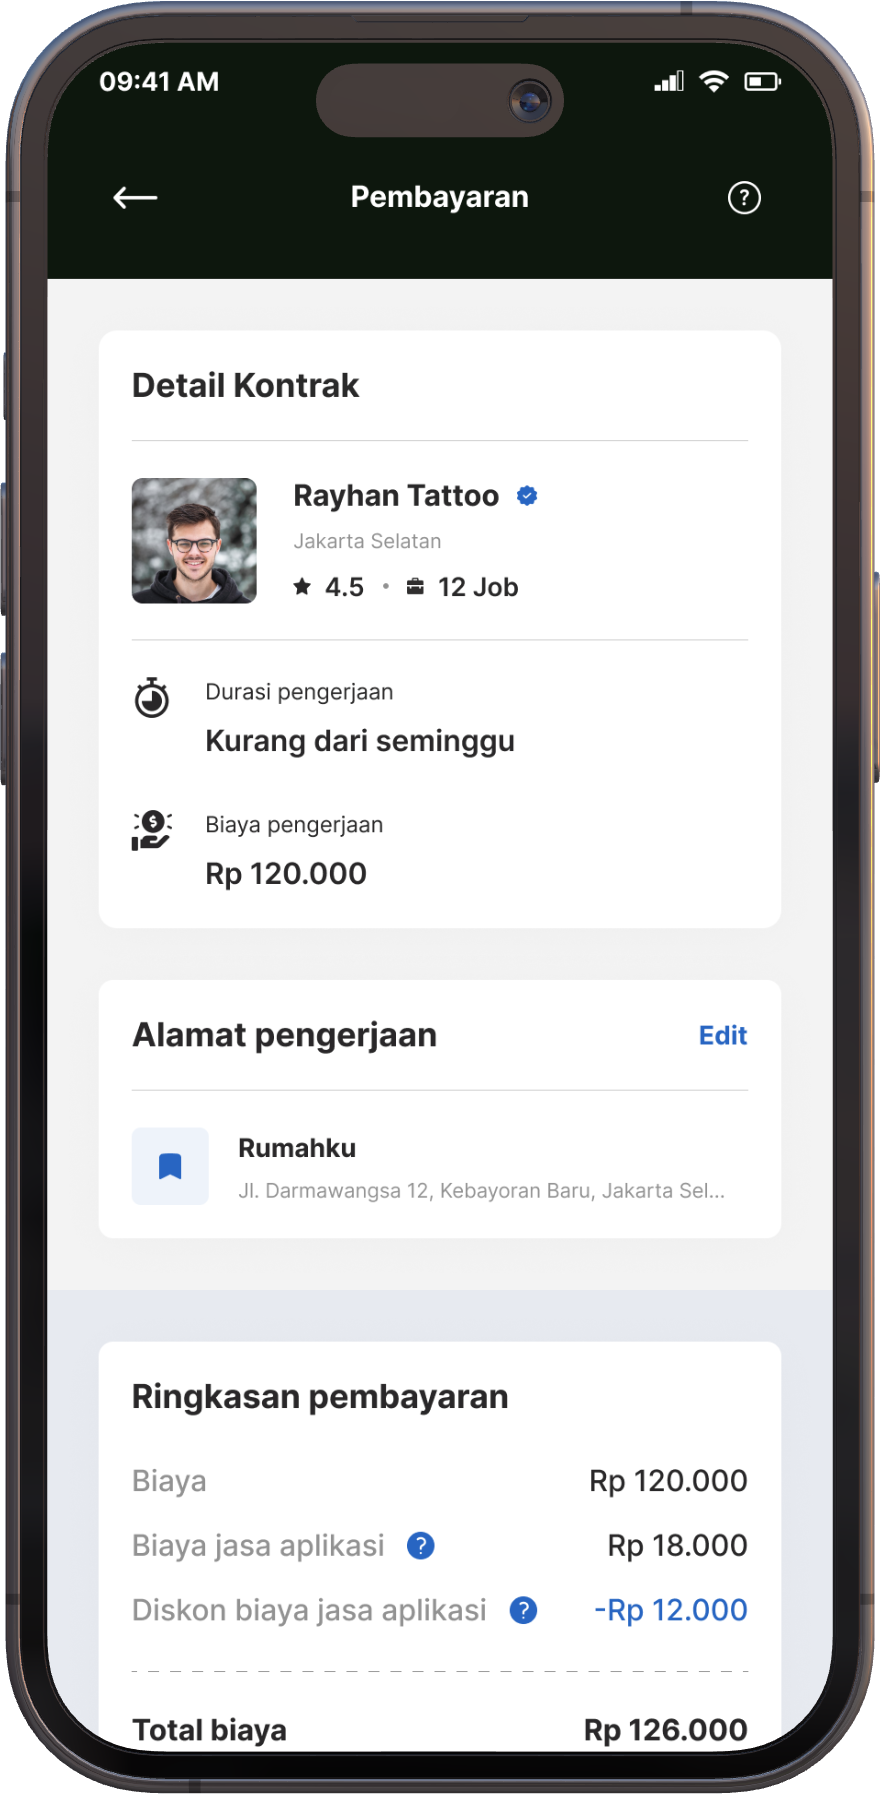 09:41 AM
Pembayaran
Detail Kontrak
Rayhan Tattoo
Jakarta Selatan
4.5 • 12 Job
Durasi pengerjaan
Kurang dari seminggu
Biaya pengerjaan
Rp 120.000
Alamat pengerjaan Edit
Rumahku
Jl. Darmawangsa 12, Kebayoran Baru, Jakarta Sel...
Ringkasan pembayaran
Biaya Rp 120.000
Biaya jasa aplikasi ? Rp 18.000
Diskon biaya jasa aplikasi ? -Rp 12.000
Total biaya Rp 126.000